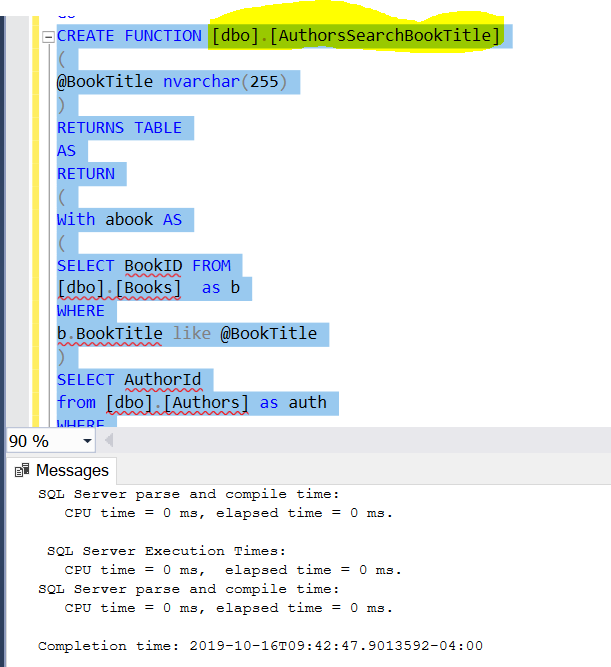 CREATE FUNCTION [dbo].[AuthorsSearchBookTitle]
(
@BookTitle nvarchar(255)
)
RETURNS TABLE
AS
RETURN
(
With abook AS
(
SELECT BookID FROM
[dbo].[Books]  as b
WHERE
b.BookTitle like @BookTitle
)
SELECT AuthorId
from [dbo].[Authors] as auth
WHERE
90 %
Messages
SQL Server parse and compile time:
CPU time = 0 ms, elapsed time = 0 ms.
SQL Server Execution Times:
CPU time = 0 ms,  elapsed time = 0 ms.
SQL Server parse and compile time:
CPU time = 0 ms, elapsed time = 0 ms.
Completion time: 2019-10-16T09:42:47.9013592-04:00